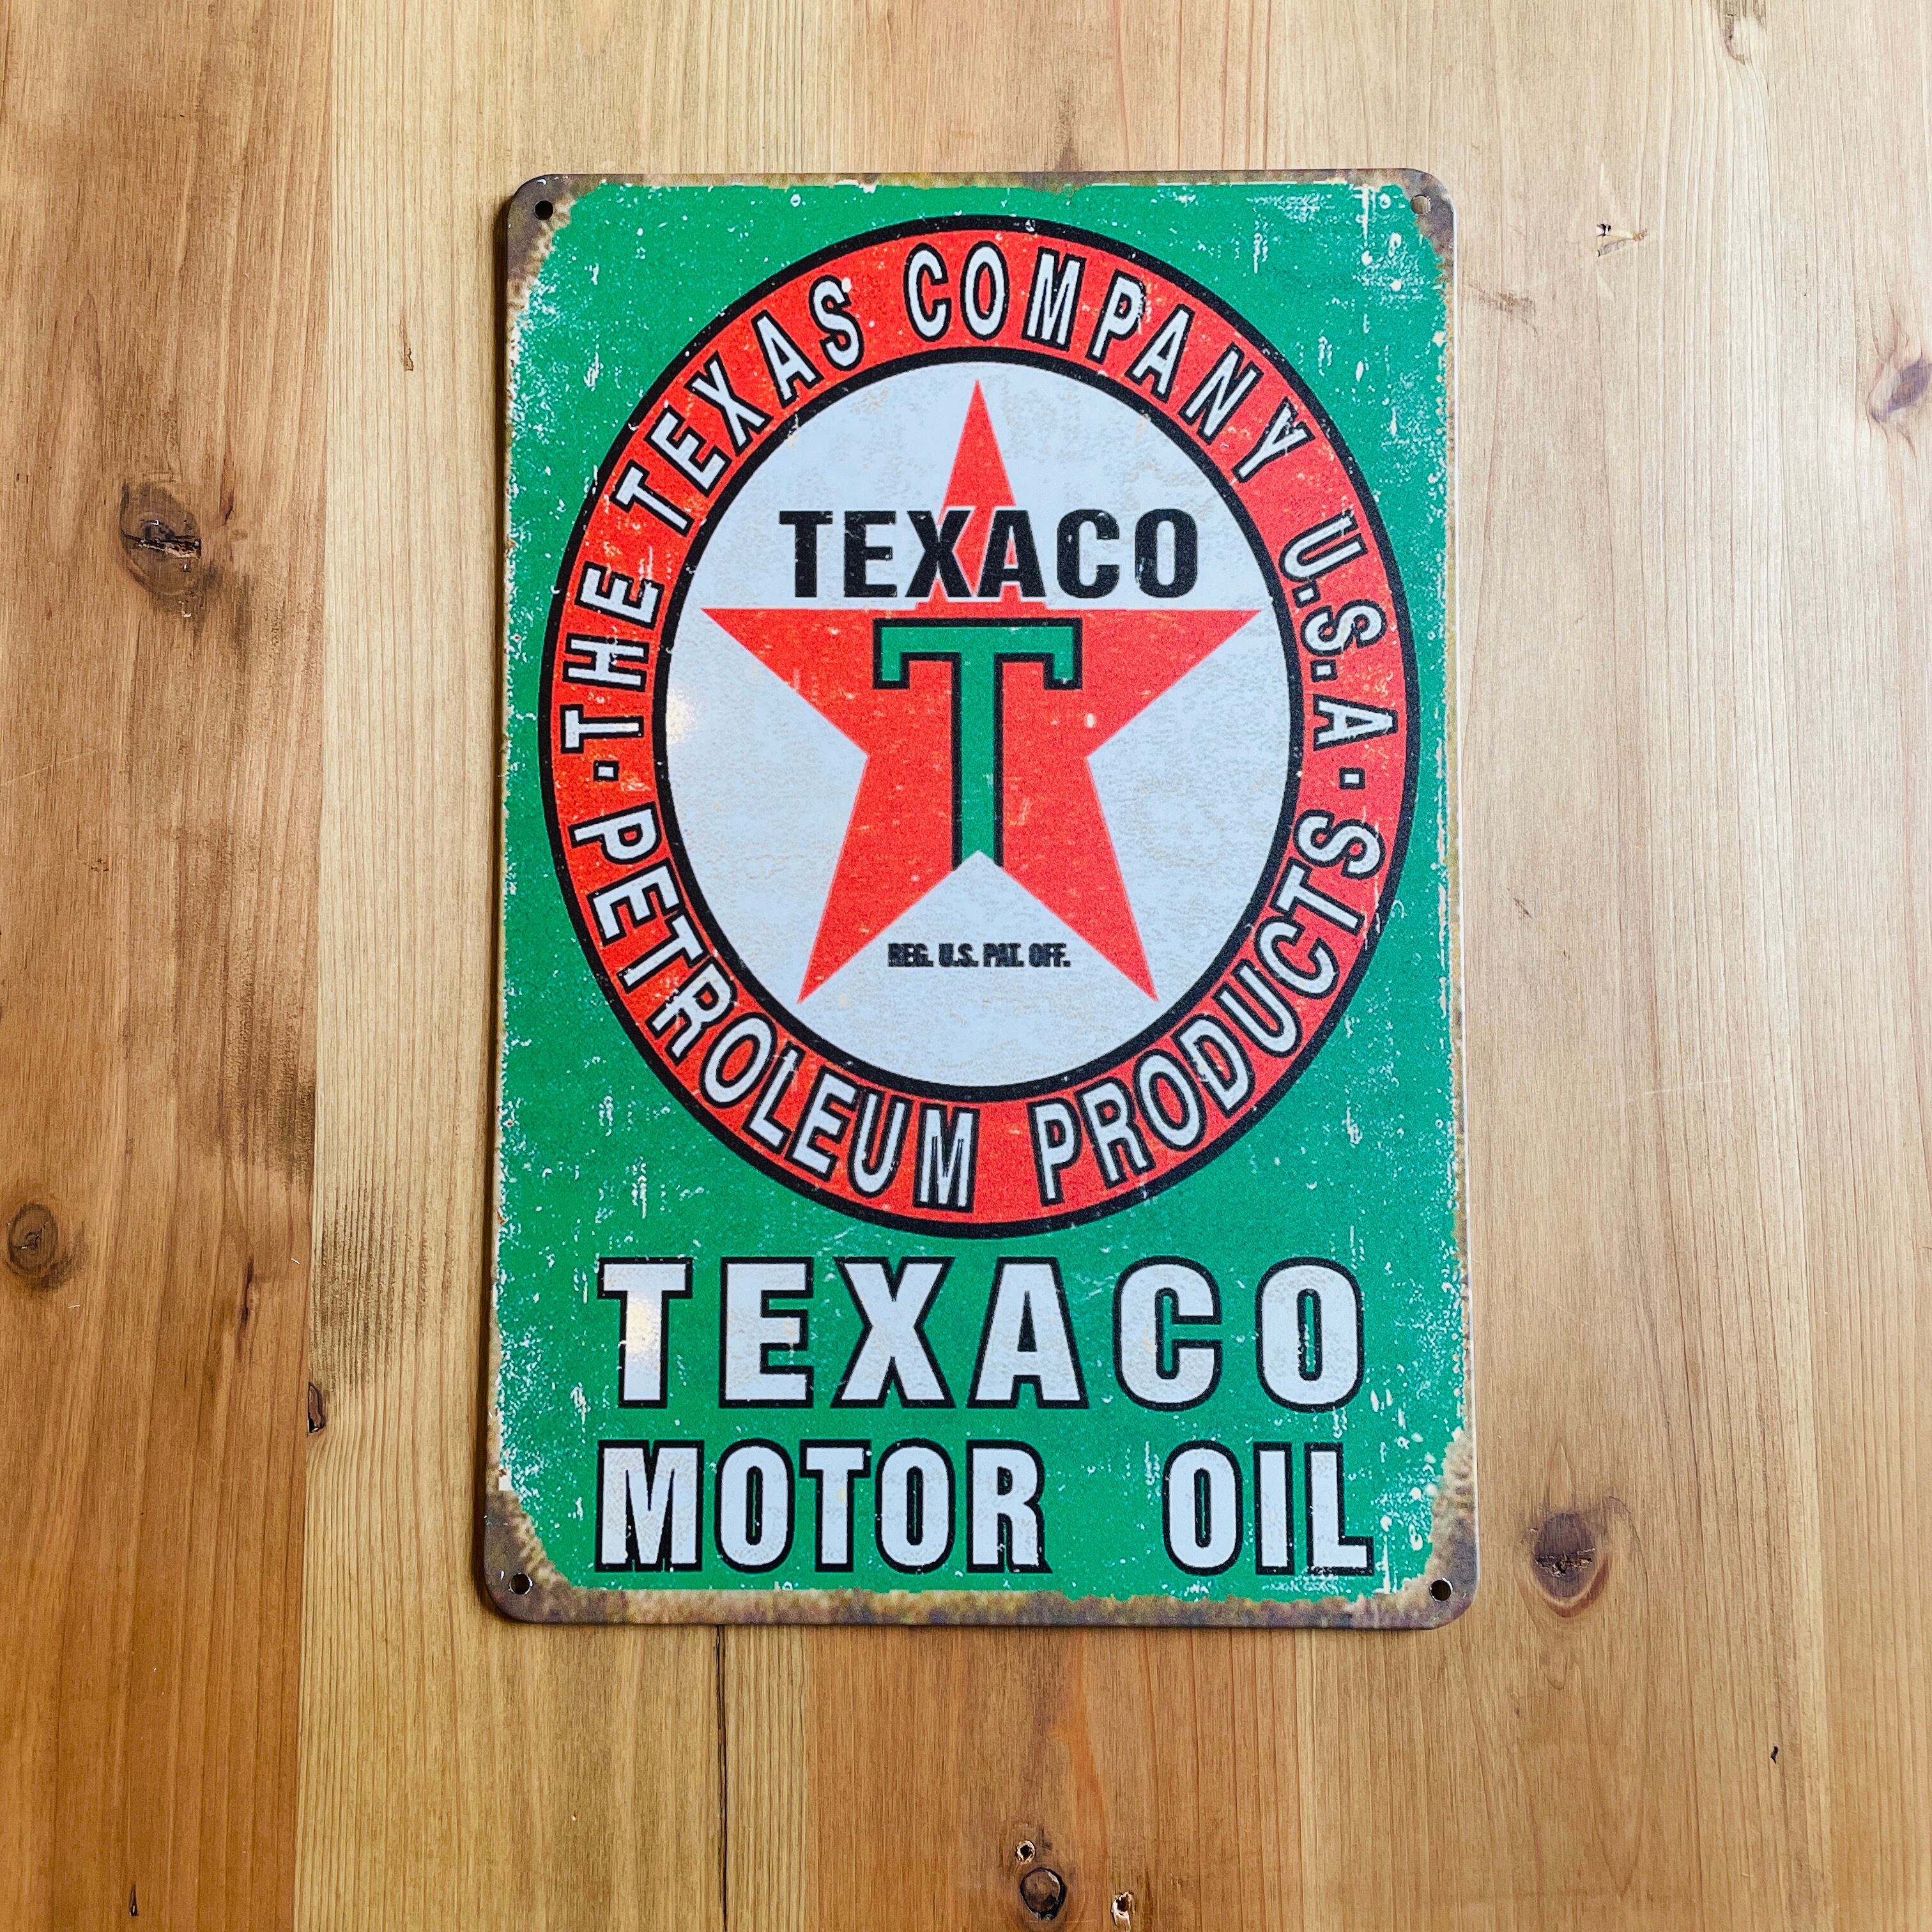 · THE TEXAS COMPANY U.S.A ·
TEXACO
T
REG. U.S. PAT. OFF.
PETROLEUM PRODUCTS
TEXACO
MOTOR OIL